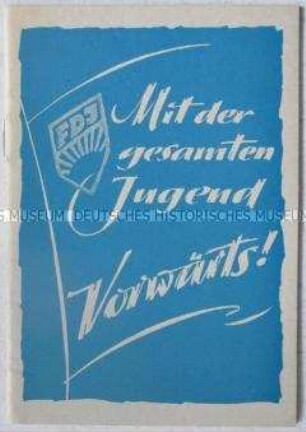 FDJ
Mit der
gesamten
Jugend
MUSEUM DEUTSCHES HISTORISCHES MUSEUM
Vorwärts!